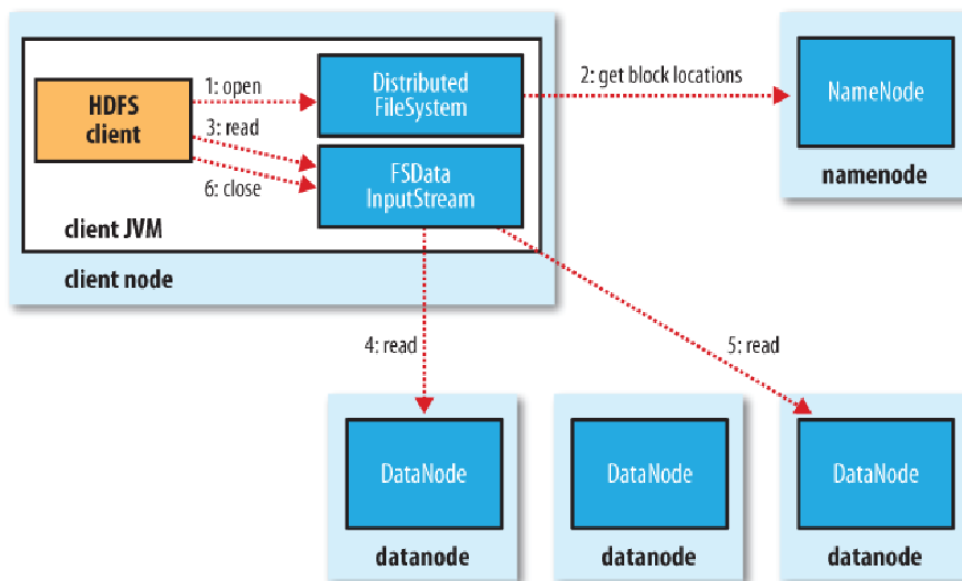 HDFS
client
1: open
3: read
6: close
Distributed
FileSystem
FSData
InputStream
client JVM
client node
2: get block locations
NameNode
namenode
4: read
5: read
DataNode
datanode
DataNode
datanode
DataNode
datanode